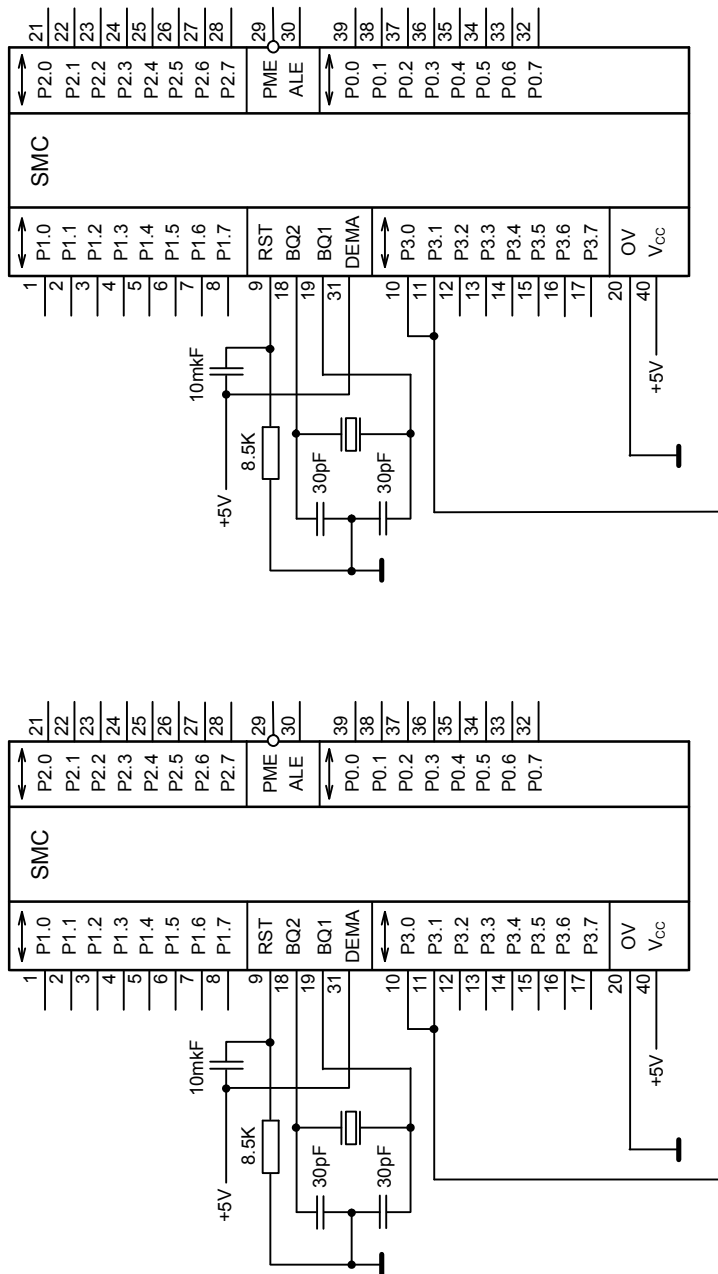 1
P1.0
2
P1.1
3
P1.2
4
P1.3
5
P1.4
6
P1.5
7
P1.6
8
P1.7
9
RST
18
BQ2
19
BQ1
31
DEMA
10
P3.0
11
P3.1
12
P3.2
13
P3.3
14
P3.4
15
P3.5
16
P3.6
17
P3.7
20
OV
40
Vcc
SMC
P2.0
21
P2.1
22
P2.2
23
P2.3
24
P2.4
25
P2.5
26
P2.6
27
P2.7
28
PME
29
ALE
30
P0.0
39
P0.1
38
P0.2
37
P0.3
36
P0.4
35
P0.5
34
P0.6
33
P0.7
32
10mkF
+5V
8.5K
30pF
30pF
+5V
1
P1.0
2
P1.1
3
P1.2
4
P1.3
5
P1.4
6
P1.5
7
P1.6
8
P1.7
9
RST
18
BQ2
19
BQ1
31
DEMA
10
P3.0
11
P3.1
12
P3.2
13
P3.3
14
P3.4
15
P3.5
16
P3.6
17
P3.7
20
OV
40
Vcc
SMC
P2.0
21
P2.1
22
P2.2
23
P2.3
24
P2.4
25
P2.5
26
P2.6
27
P2.7
28
PME
29
ALE
30
P0.0
39
P0.1
38
P0.2
37
P0.3
36
P0.4
35
P0.5
34
P0.6
33
P0.7
32
10mkF
+5V
8.5K
30pF
30pF
+5V